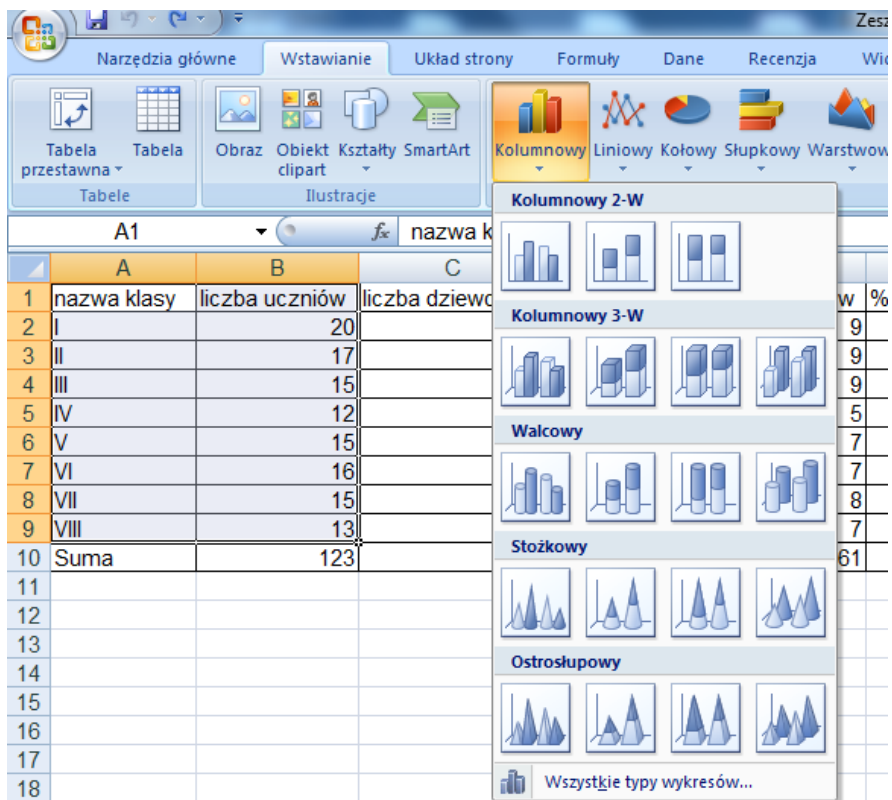 Zesz
Narzędzia główne Wstawianie Układ strony Formuły Dane Recenzja Wid
Tabela przestawna Tabela Obraz Obiekt clipart Kształty SmartArt Kolumnowy Liniowy Kołowy Słupkowy Warstwow
Tabele Ilustracje
A1 fx nazwa k
A B C
1 nazwa klasy liczba uczniów liczba dziewc w %
2 I 20 9
3 II 17 9
4 III 15 9
5 IV 12 5
6 V 15 7
7 VI 16 7
8 VII 15 8
9 VIII 13 7
10 Suma 123 61
11
12
13
14
15
16
17
18
Kolumnowy 2-W
Kolumnowy 3-W
Walcowy
Stożkowy
Ostrosłupowy
Wszystkie typy wykresów...